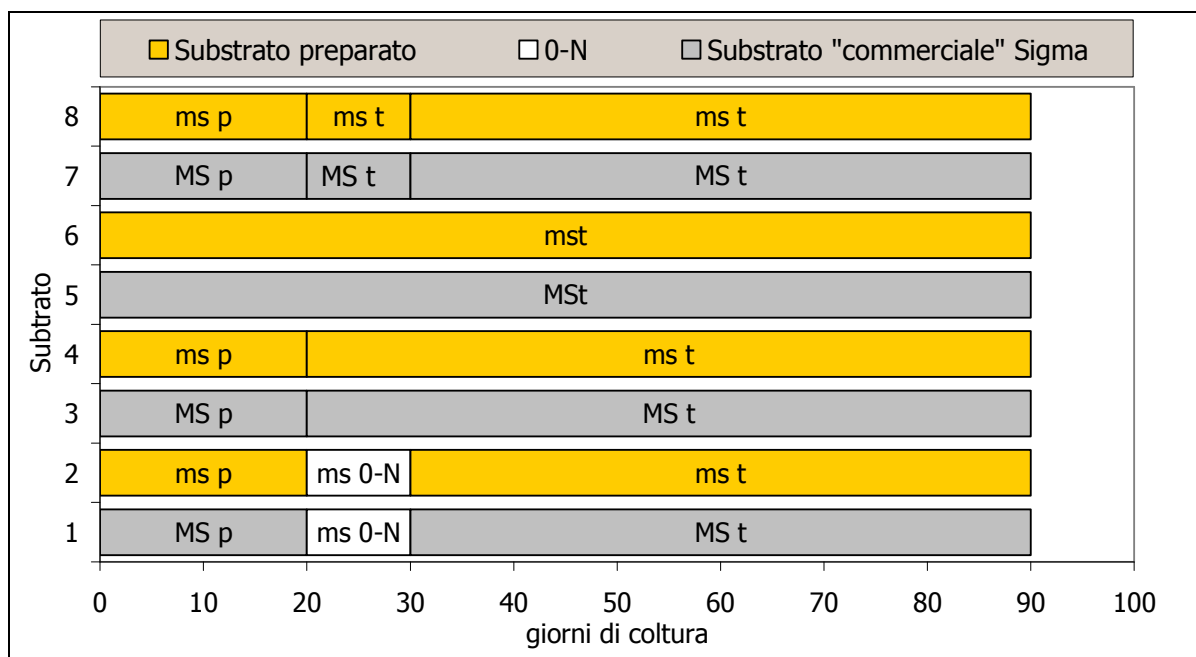 Substrato preparato 0-N Substrato "commerciale" Sigma
8 ms p ms t ms t
7 MS p MS t MS t
6 mst
5 MSt
4 ms p ms t
3 MS p MS t
2 ms p ms 0-N ms t
1 MS p ms 0-N MS t
Subtrato
0 10 20 30 40 50 60 70 80 90 100
giorni di coltura